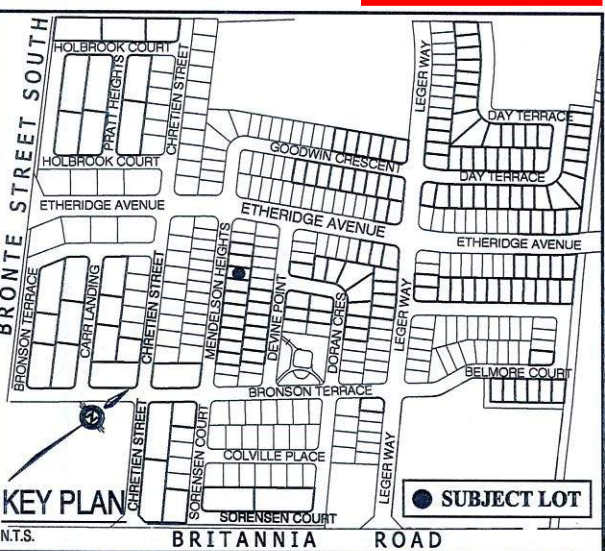 HOLBROOK COURT
PRATT HEIGHTS
CHRETIEN STREET
LEGER WAY
DAY TERRACE
BRONTE STREET SOUTH
GOODWIN CRESCENT
HOLBROOK COURT
DAY TERRACE
ETHERIDGE AVENUE
ETHERIDGE AVENUE
ETHERIDGE AVENUE
MENDELSON HEIGHTS
BRONSON TERRACE
CARR LANDING
CHRETIEN STREET
DEVINE POINT
DORAN CRES
LEGER WAY
BELMORE COURT
BRONSON TERRACE
N
CHRETIEN STREET
SORENSEN COURT
COLVILLE PLACE
LEGER WAY
KEY PLAN
SUBJECT LOT
SORENSEN COURT
N.T.S.
BRITANNIA ROAD